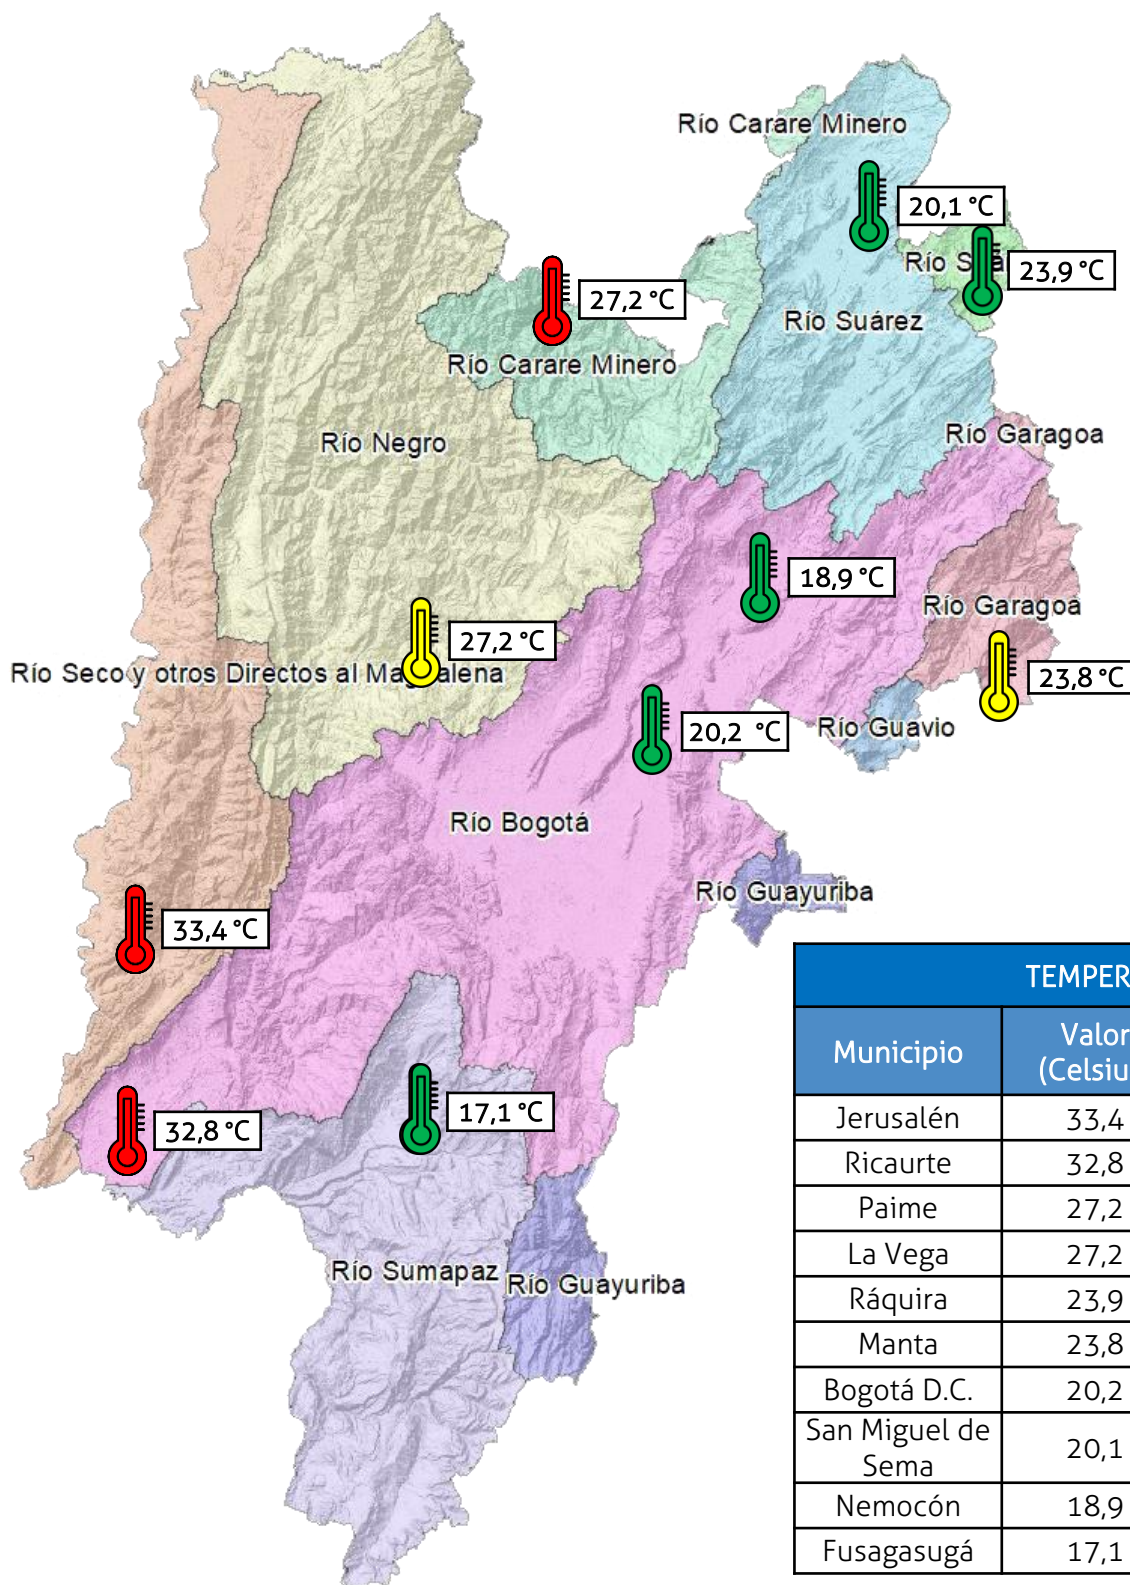 Río Carare Minero
20,1 °C
Río S
23,9 °C
27,2 °C
Río Suárez
Río Carare Minero
Río Negro
Río Garagoa
18,9 °C
Río Garagoa
27,2 °C
Río Seco y otros Directos al Magdalena
23,8 °C
20,2 °C
Río Guavio
Río Bogotá
Río Guayuriba
33,4 °C
17,1 °C
32,8 °C
Río Sumapaz
Río Guayuriba
TEMPER
Municipio
Valor
(Celsiu
Jerusalén 33,4
Ricaurte 32,8
Paime 27,2
La Vega 27,2
Ráquira 23,9
Manta 23,8
Bogotá D.C. 20,2
San Miguel de
Sema 20,1
Nemocón 18,9
Fusagasugá 17,1